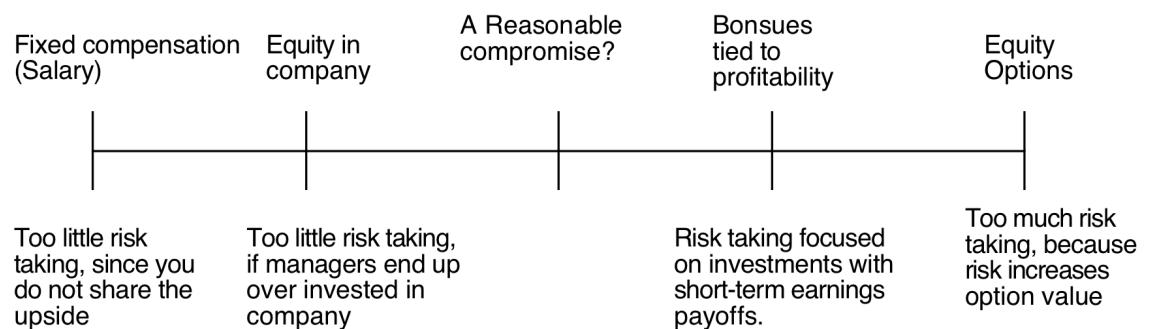 Fixed compensation
(Salary)
Equity in
company
A Reasonable
compromise?
Bonsues
tied to
profitability
Equity
Options
Too little risk
taking, since you
do not share the
upside
Too little risk taking,
if managers end up
over invested in
company
Risk taking focused
on investments with
short-term earnings
payoffs.
Too much risk
taking, because
risk increases
option value